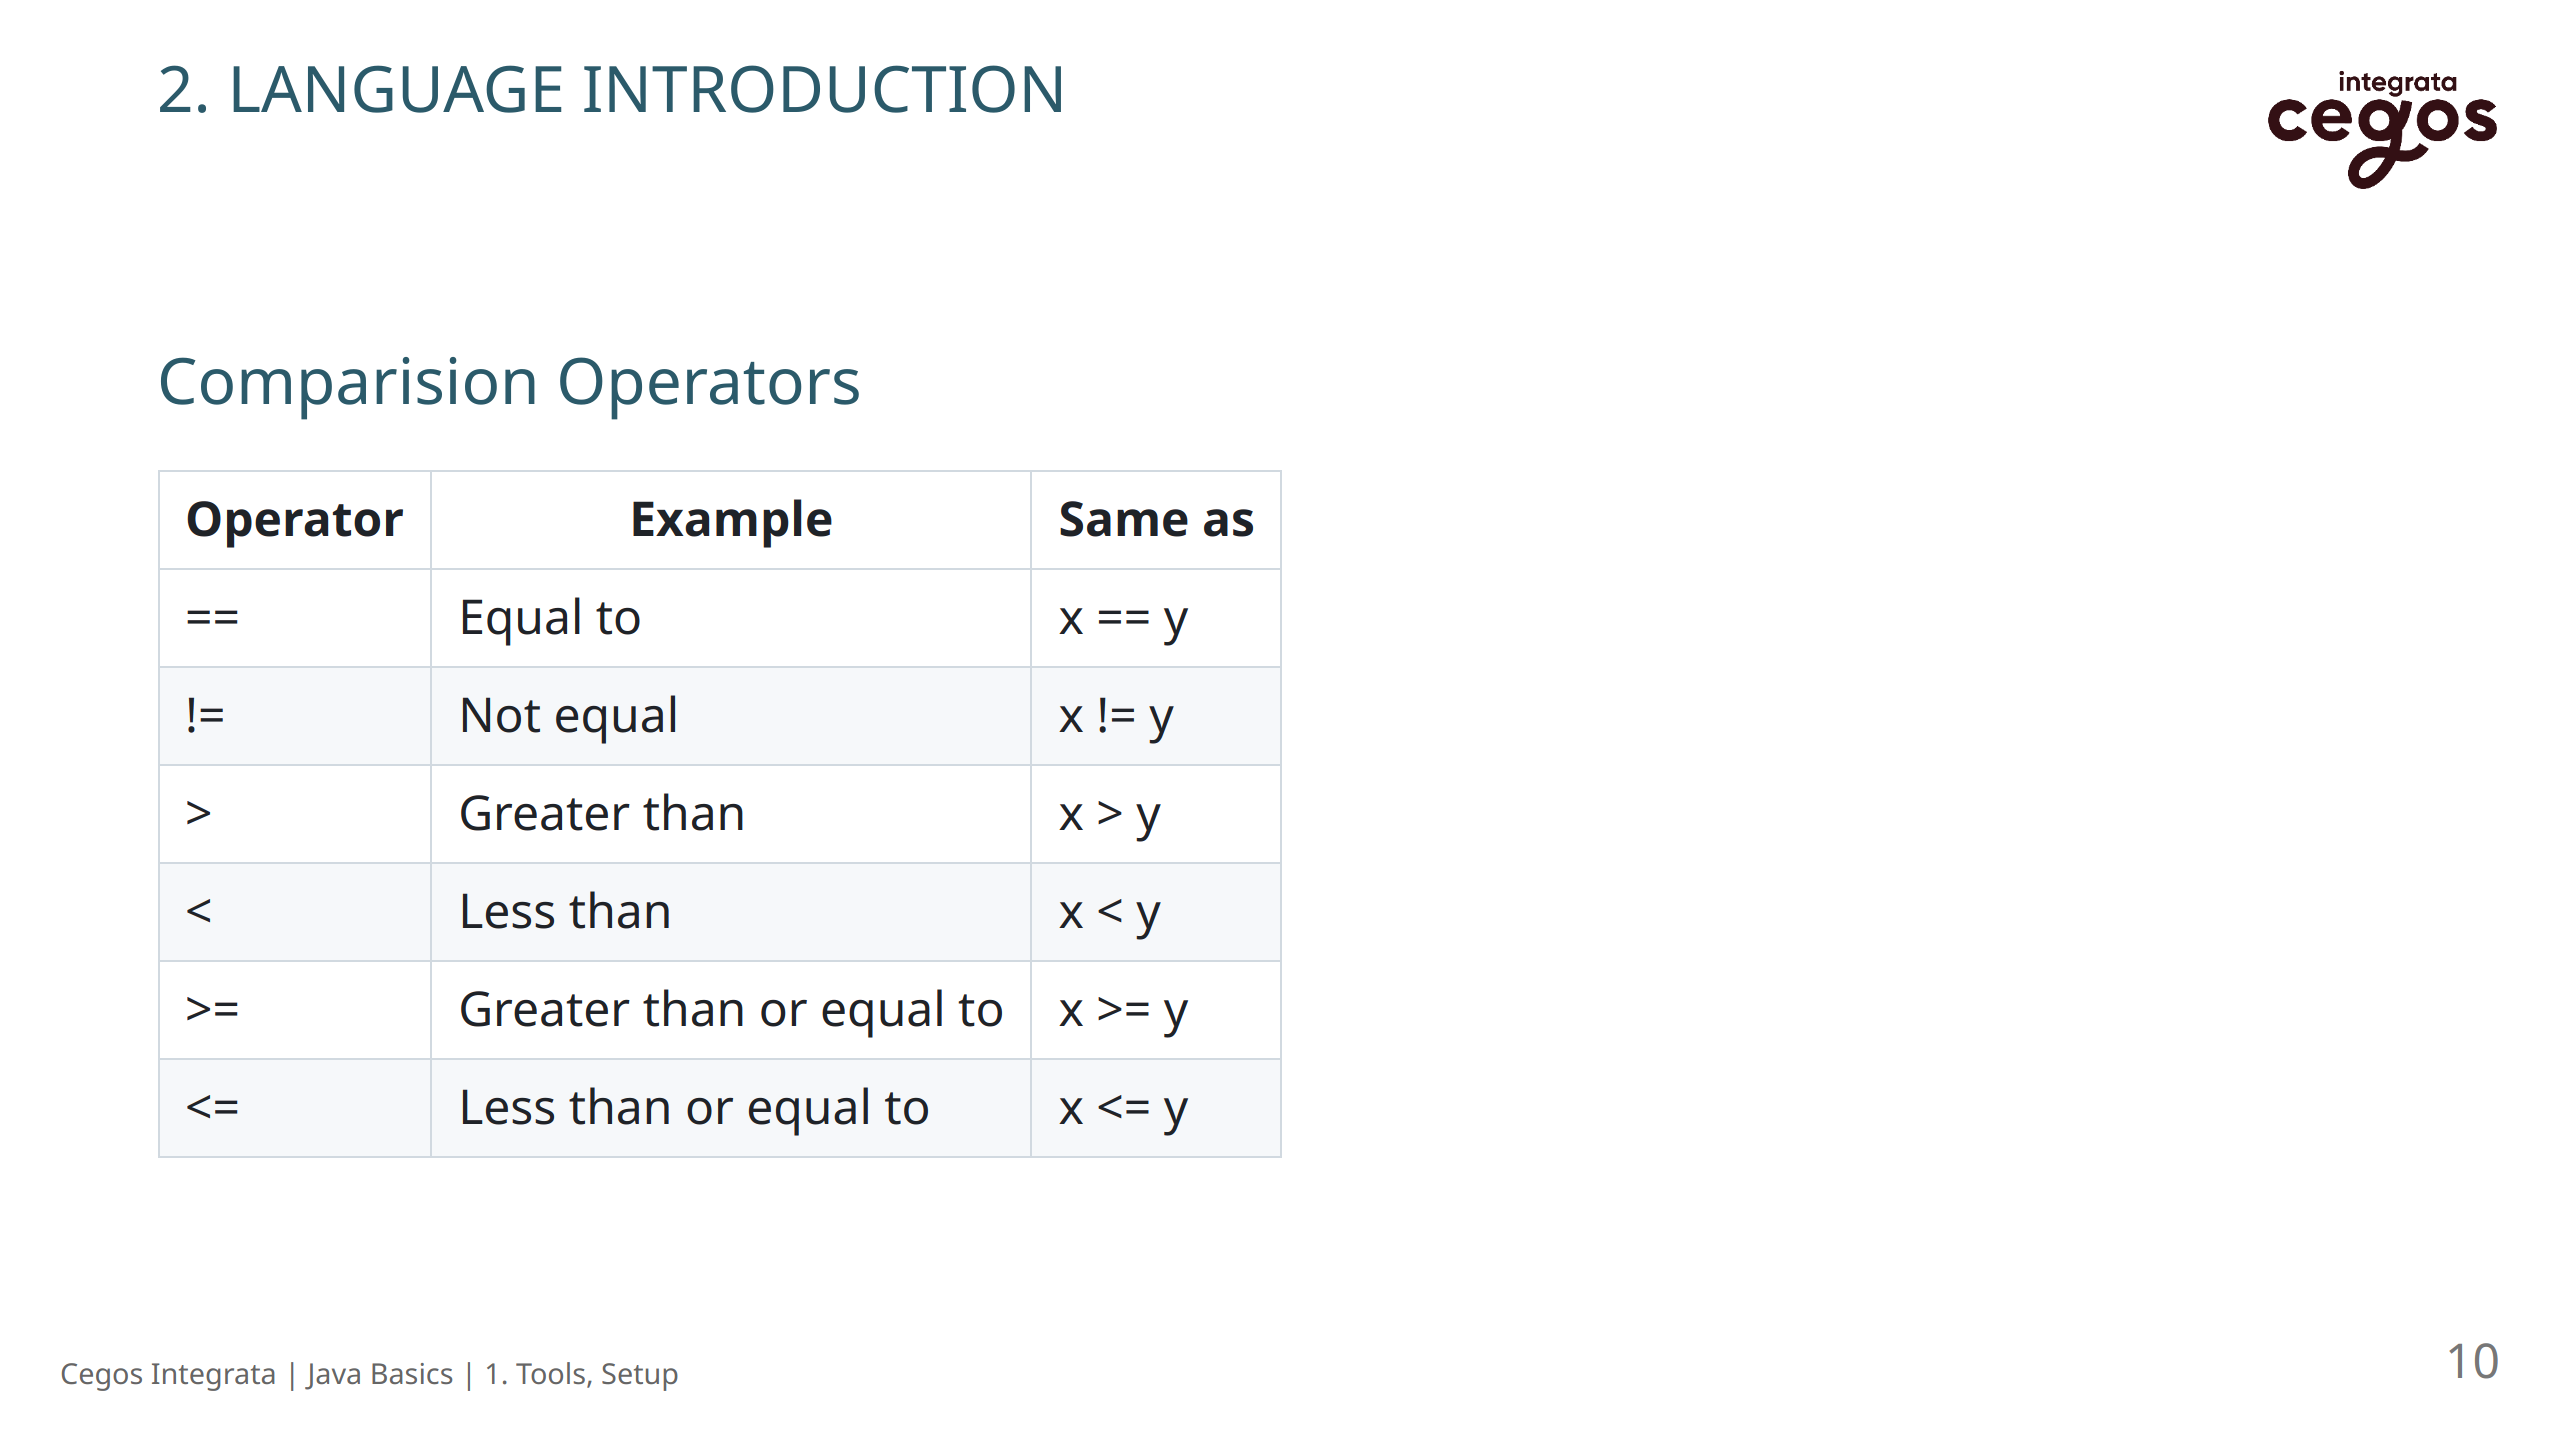 2. LANGUAGE INTRODUCTION
integrata
cegos
Comparision Operators
Operator Example Same as
== Equal to x == y
!= Not equal x != y
> Greater than x > y
< Less than x < y
>= Greater than or equal to x >= y
<= Less than or equal to x <= y
Cegos Integrata | Java Basics | 1. Tools, Setup
10